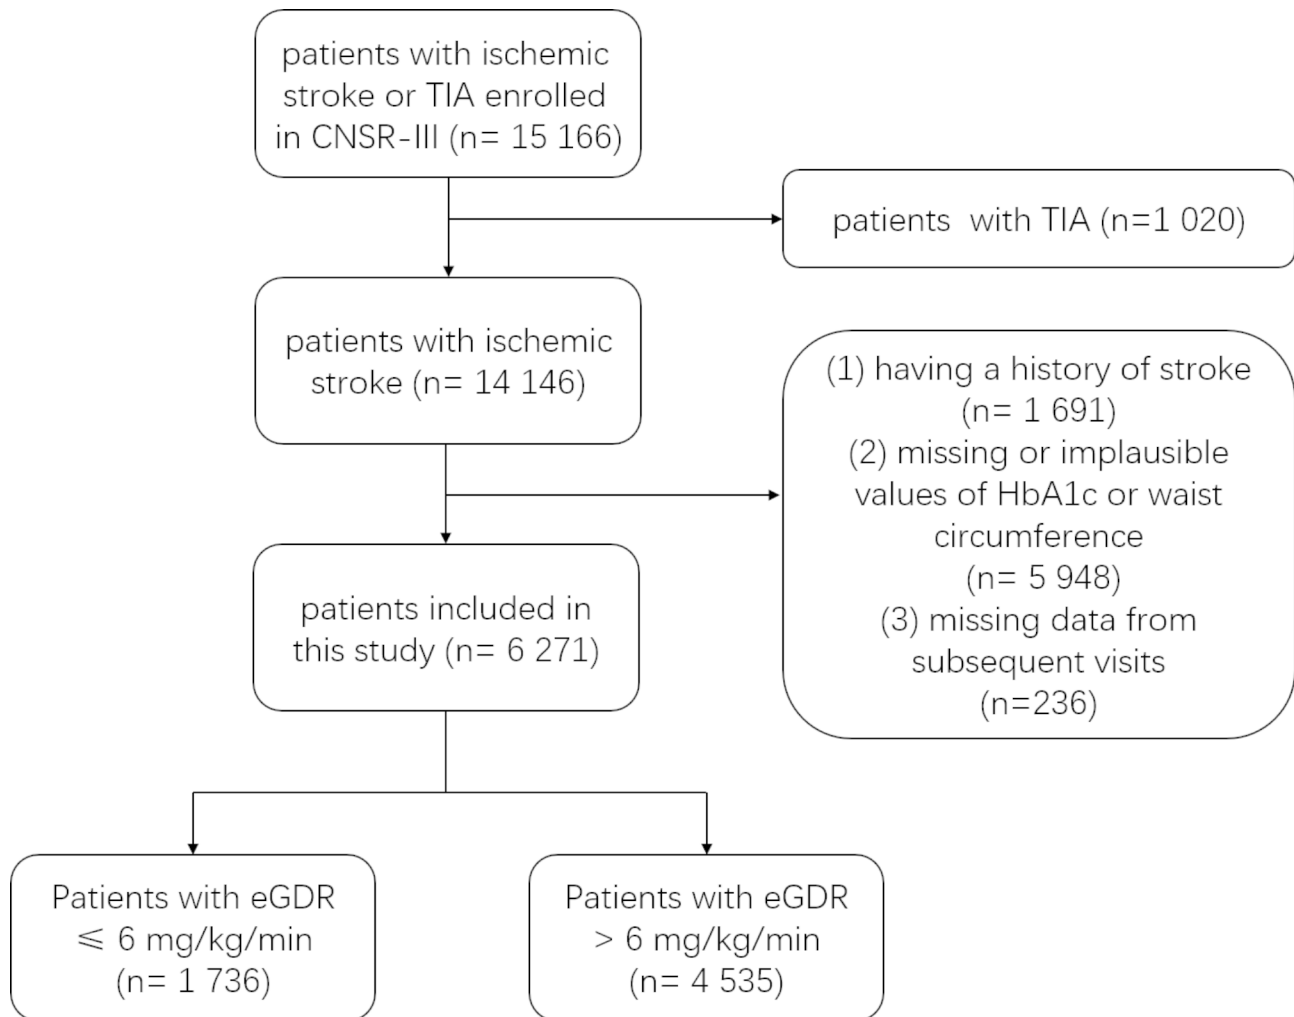 patients with ischemic
stroke or TIA enrolled
in CNSR-III (n= 15 166)
patients  with TIA (n=1 020)
patients with ischemic
stroke (n= 14 146)
(1) having a history of stroke
(n= 1 691)
(2) missing or implausible
values of HbA1c or waist
circumference
(n= 5 948)
(3) missing data from
subsequent visits
(n=236)
patients included in
this study (n= 6 271)
Patients with eGDR
≤ 6 mg/kg/min
(n= 1 736)
Patients with eGDR
> 6 mg/kg/min
(n= 4 535)